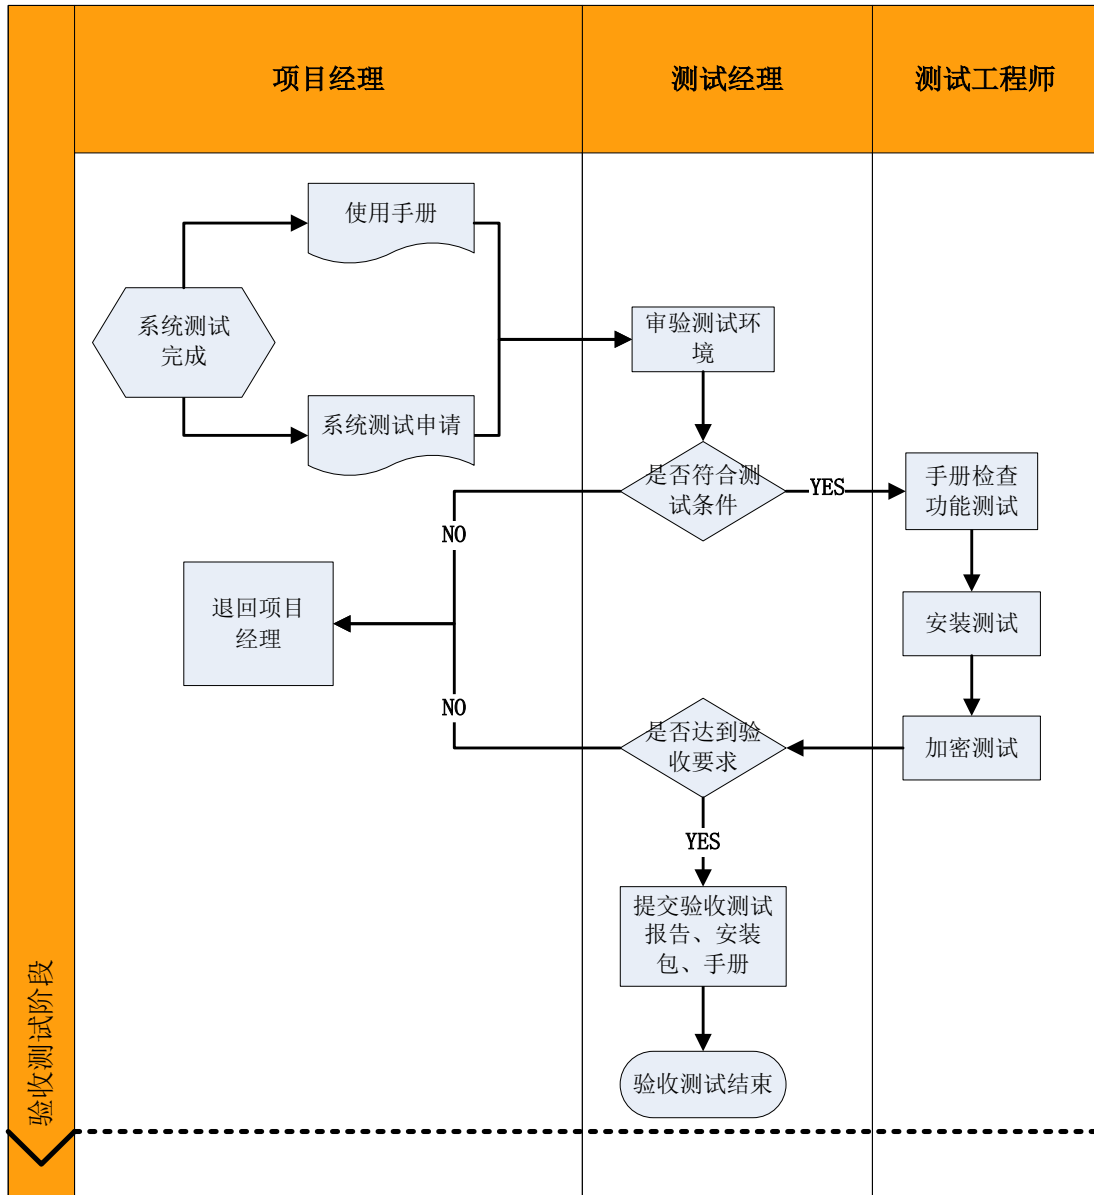 项目经理
测试经理
测试工程师
使用手册
系统测试
完成
审验测试环
境
系统测试申请
是否符合测
试条件
YES
手册检查
功能测试
NO
退回项目
经理
安装测试
NO
是否达到验
收要求
加密测试
YES
提交验收测试
报告、安装
包、手册
验收测试结束
验收测试阶段